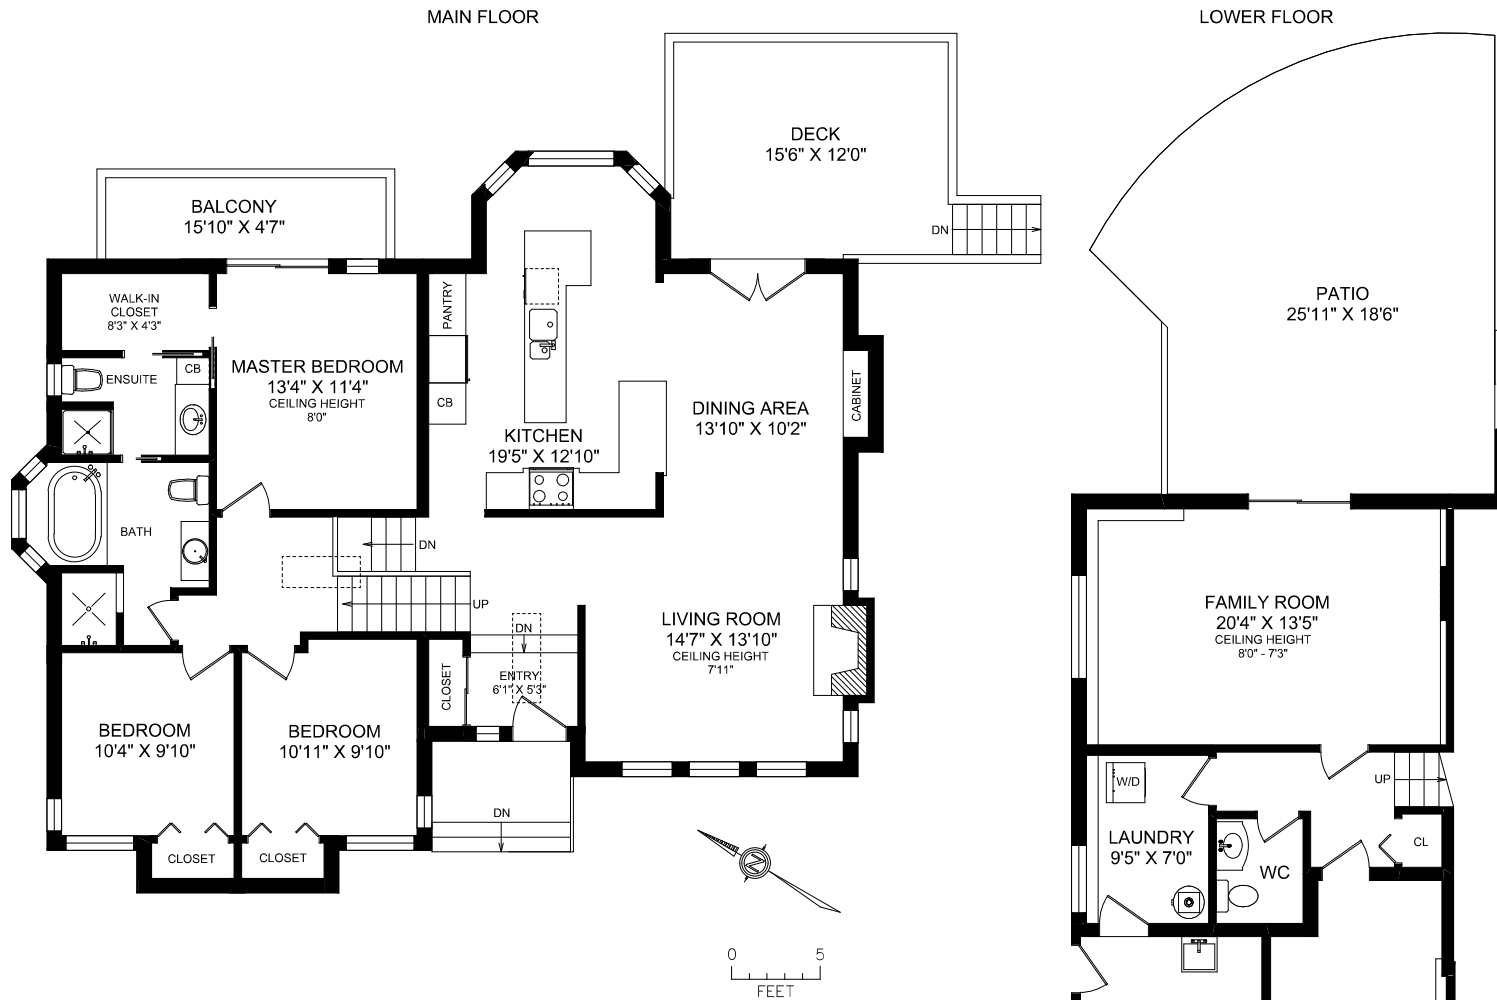 MAIN FLOOR
LOWER FLOOR
DECK
15'6" X 12'0"
BALCONY
15'10" X 4'7"
DN
WALK-IN
CLOSET
8'3" X 4'3"
PANTRY
PATIO
25'11" X 18'6"
MASTER BEDROOM
13'4" X 11'4"
CEILING HEIGHT
8'0"
CB
ENSUITE
CB
CABINET
DINING AREA
13'10" X 10'2"
KITCHEN
19'5" X 12'10"
BATH
DN
UP
DN
LIVING ROOM
14'7" X 13'10"
CEILING HEIGHT
7'11"
FAMILY ROOM
20'4" X 13'5"
CEILING HEIGHT
8'0" - 7'3"
CLOSET
ENTRY
6'1" X 5'3"
BEDROOM
10'4" X 9'10"
BEDROOM
10'11" X 9'10"
W/D
UP
DN
LAUNDRY
9'5" X 7'0"
CL
CLOSET
CLOSET
WC
N
0 5
FEET